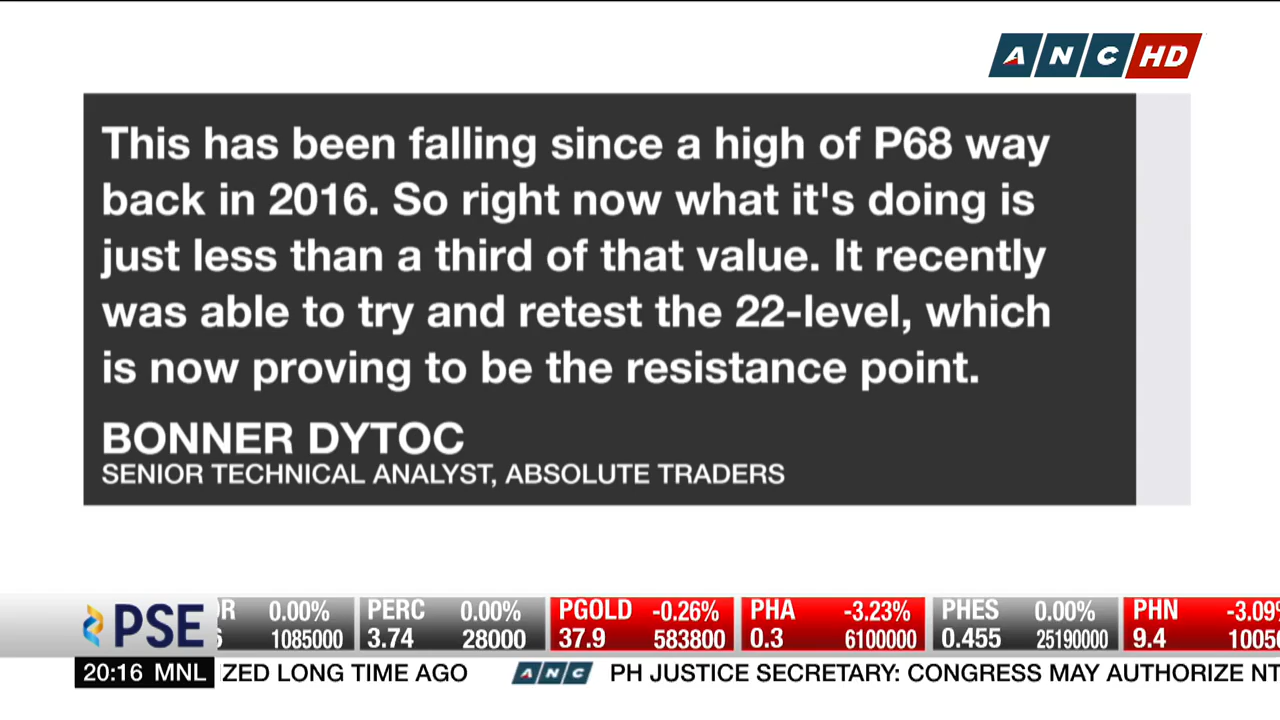 ANC HD
This has been falling since a high of P68 way
back in 2016. So right now what it's doing is
just less than a third of that value. It recently
was able to try and retest the 22-level, which
is now proving to be the resistance point.
BONNER DYTOC
SENIOR TECHNICAL ANALYST, ABSOLUTE TRADERS
PSE
R 0.00% PERC 0.00% PGOLD -0.26% PHA -3.23% PHES 0.00% PHN -3.09%
6 1085000 3.74 28000 37.9 583800 0.3 6100000 0.455 25190000 9.4 1005
20:16 MNL ZED LONG TIME AGO ANC PH JUSTICE SECRETARY: CONGRESS MAY AUTHORIZE NT